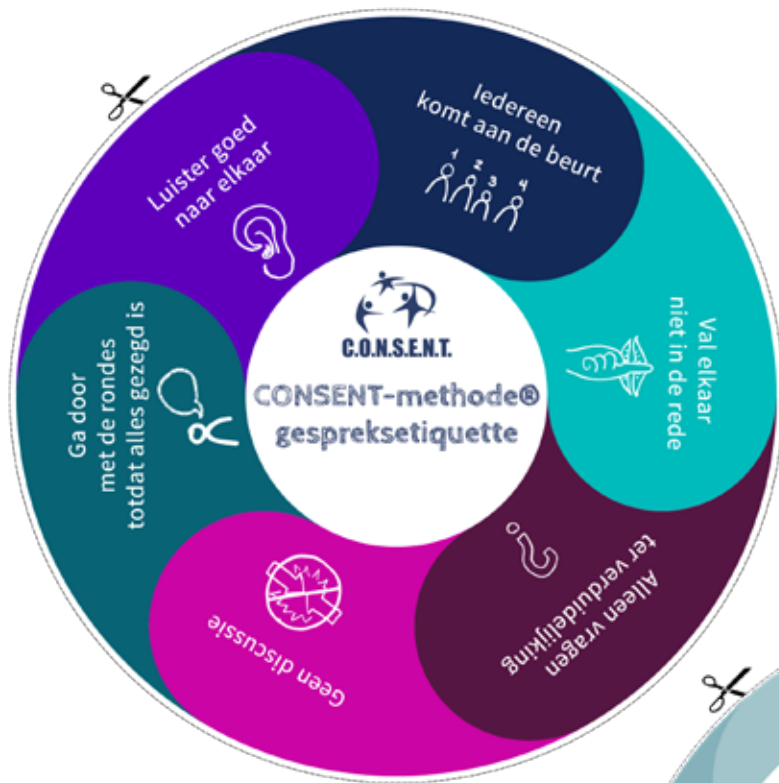 Iedereen
komt aan de beurt
1 2 3 4
Val elkaar
niet in de rede
Alleen vragen
ter verduidelijking
Geen discussie
Ga door
met de rondes
totdat alles gezegd is
Luister goed
naar elkaar
C.O.N.S.E.N.T.
CONSENT-methode®
gespreksetiquette